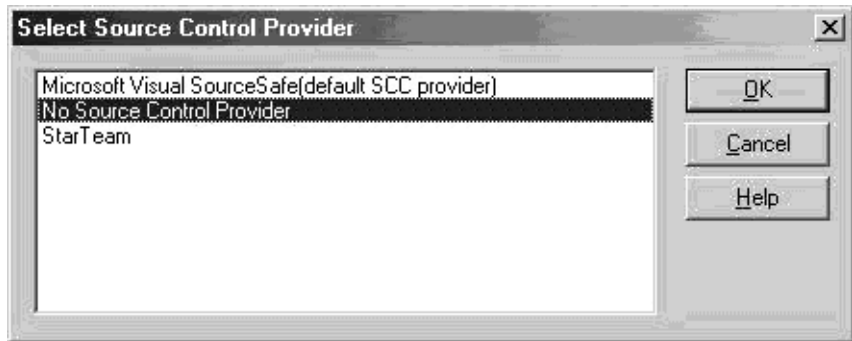 Select Source Control Provider
Microsoft Visual SourceSafe(default SCC provider)
No Source Control Provider
StarTeam
OK
Cancel
Help